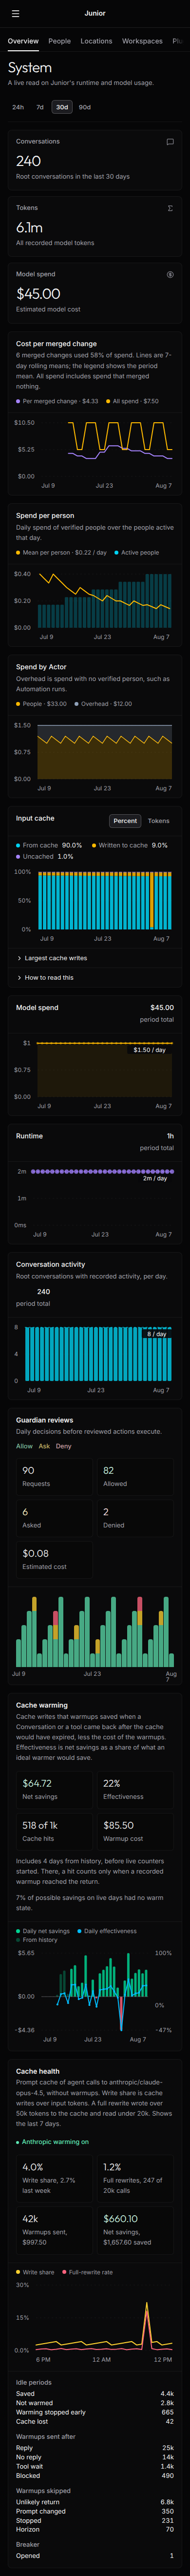 Junior
Overview People Locations Workspaces
System
A live read on Junior's runtime and model usage.
24h 7d 30d 90d
Conversations
240
Root conversations in the last 30 days
Tokens
6.1m
All recorded model tokens
Model spend
$45.00
Estimated model cost
Cost per merged change
6 merged changes used 58% of spend. Lines are 7-
day rolling means; the legend shows the period
mean. All spend includes spend that merged
nothing.
Per merged change · $4.33 All spend · $7.50
$10.50
$5.25
$0.00
Jul 9 Jul 23 Aug 7
Spend per person
Daily spend of verified people over the people active
that day.
Mean per person · $0.22 / day Active people
$0.40
$0.20
$0.00
Jul 9 Jul 23 Aug 7
Spend by Actor
Overhead is spend with no verified person, such as
Automation runs.
People · $33.00 Overhead · $12.00
$1.50
$0.75
$0.00
Jul 9 Jul 23 Aug 7
Input cache
Percent Tokens
From cache 90.0% Written to cache 9.0%
Uncached 1.0%
100%
50%
0%
Jul 9 Jul 23 Aug 7
Largest cache writes
How to read this
Model spend $45.00
period total
$1
$1.50 / day
$0.75
$0.00
Jul 9 Jul 23 Aug 7
Runtime 1h
period total
2m
2m / day
1m
0ms
Jul 9 Jul 23 Aug 7
Conversation activity
Root conversations with recorded activity, per day.
240
period total
8
8 / day
4
0
Jul 9 Jul 23 Aug 7
Guardian reviews
Daily decisions before reviewed actions execute.
Allow Ask Deny
90 82
Requests Allowed
6 2
Asked Denied
$0.08
Estimated cost
Jul 9 Jul 23 Aug
7
Cache warming
Cache writes that warmups saved when a
Conversation or a tool came back after the cache
would have expired, less the cost of the warmups.
Effectiveness is net savings as a share of what an
ideal warmer would save.
$64.72 22%
Net savings Effectiveness
518 of 1k $85.50
Cache hits Warmup cost
Includes 4 days from history, before live counters
started. There, a hit counts only when a recorded
warmup reached the return.
7% of possible savings on live days had no warm
state.
Daily net savings Daily effectiveness
From history
$5.65 100%
$0.00 0%
−$4.36 −47%
Jul 9 Jul 23 Aug 7
Cache health
Prompt cache of agent calls to anthropic/claude-
opus-4.5, without warmups. Write share is cache
writes over input tokens. A full rewrite wrote over
50k tokens to the cache and read under 20k. Shows
the last 7 days.
Anthropic warming on
4.0% 1.2%
Write share, 2.7% Full rewrites, 247 of
last week 20k calls
42k $660.10
Warmups sent, Net savings,
$997.50 $1,657.60 saved
Write share Full-rewrite rate
30%
15%
0.0%
6 PM 12 AM 12 PM
Idle periods
Saved 4.4k
Not warmed 2.8k
Warming stopped early 665
Cache lost 42
Warmups sent after
Reply 25k
No reply 14k
Tool wait 1.4k
Blocked 490
Warmups skipped
Unlikely return 6.8k
Prompt changed 350
Stopped 231
Horizon 70
Breaker
Opened 1